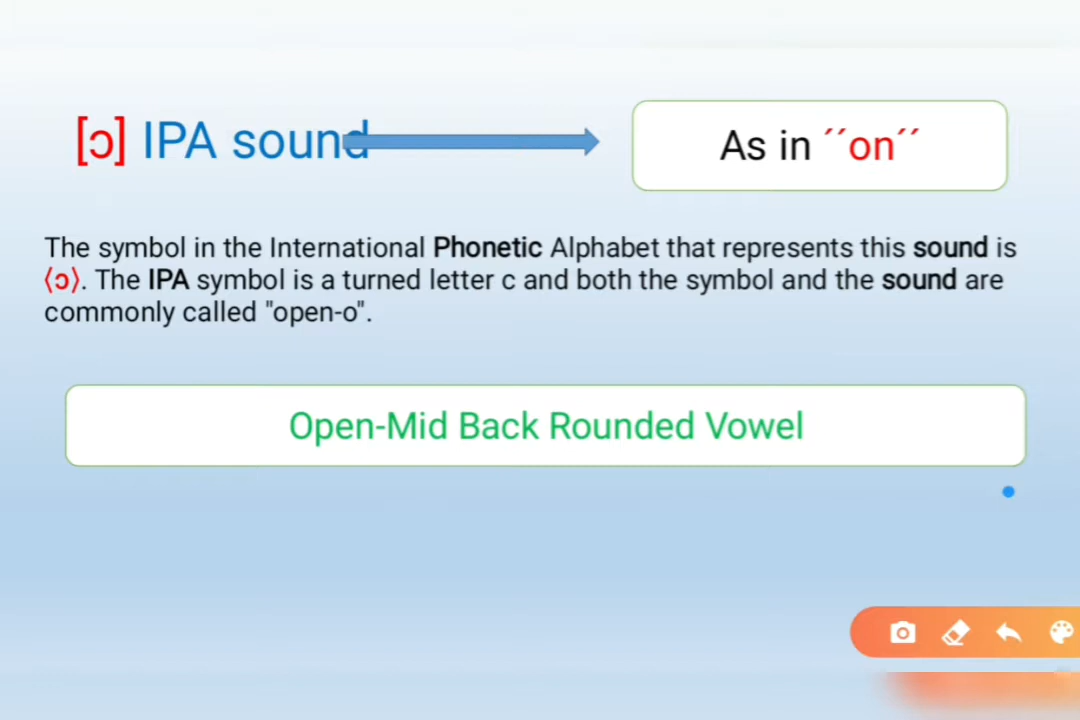 [ɔ] IPA sound
As in ´´on´´
The symbol in the International Phonetic Alphabet that represents this sound is
⟨ɔ⟩. The IPA symbol is a turned letter c and both the symbol and the sound are
commonly called "open-o".
Open-Mid Back Rounded Vowel